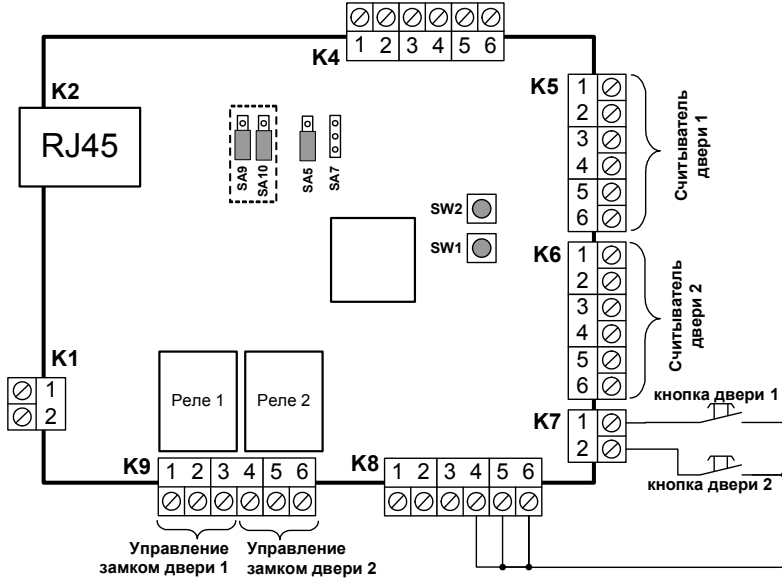 K4
1 2 3 4 5 6
K2
RJ45
SA9
SA10
SA5
SA7
SW2
SW1
K5
1
2
3
4
5
6
Считыватель
двери 1
K6
1
2
3
4
5
6
Считыватель
двери 2
K1
1
2
Реле 1
Реле 2
K7
1
2
кнопка двери 1
кнопка двери 2
K9
1 2 3 4 5 6
K8
1 2 3 4 5 6
Управление
замком двери 1
Управление
замком двери 2